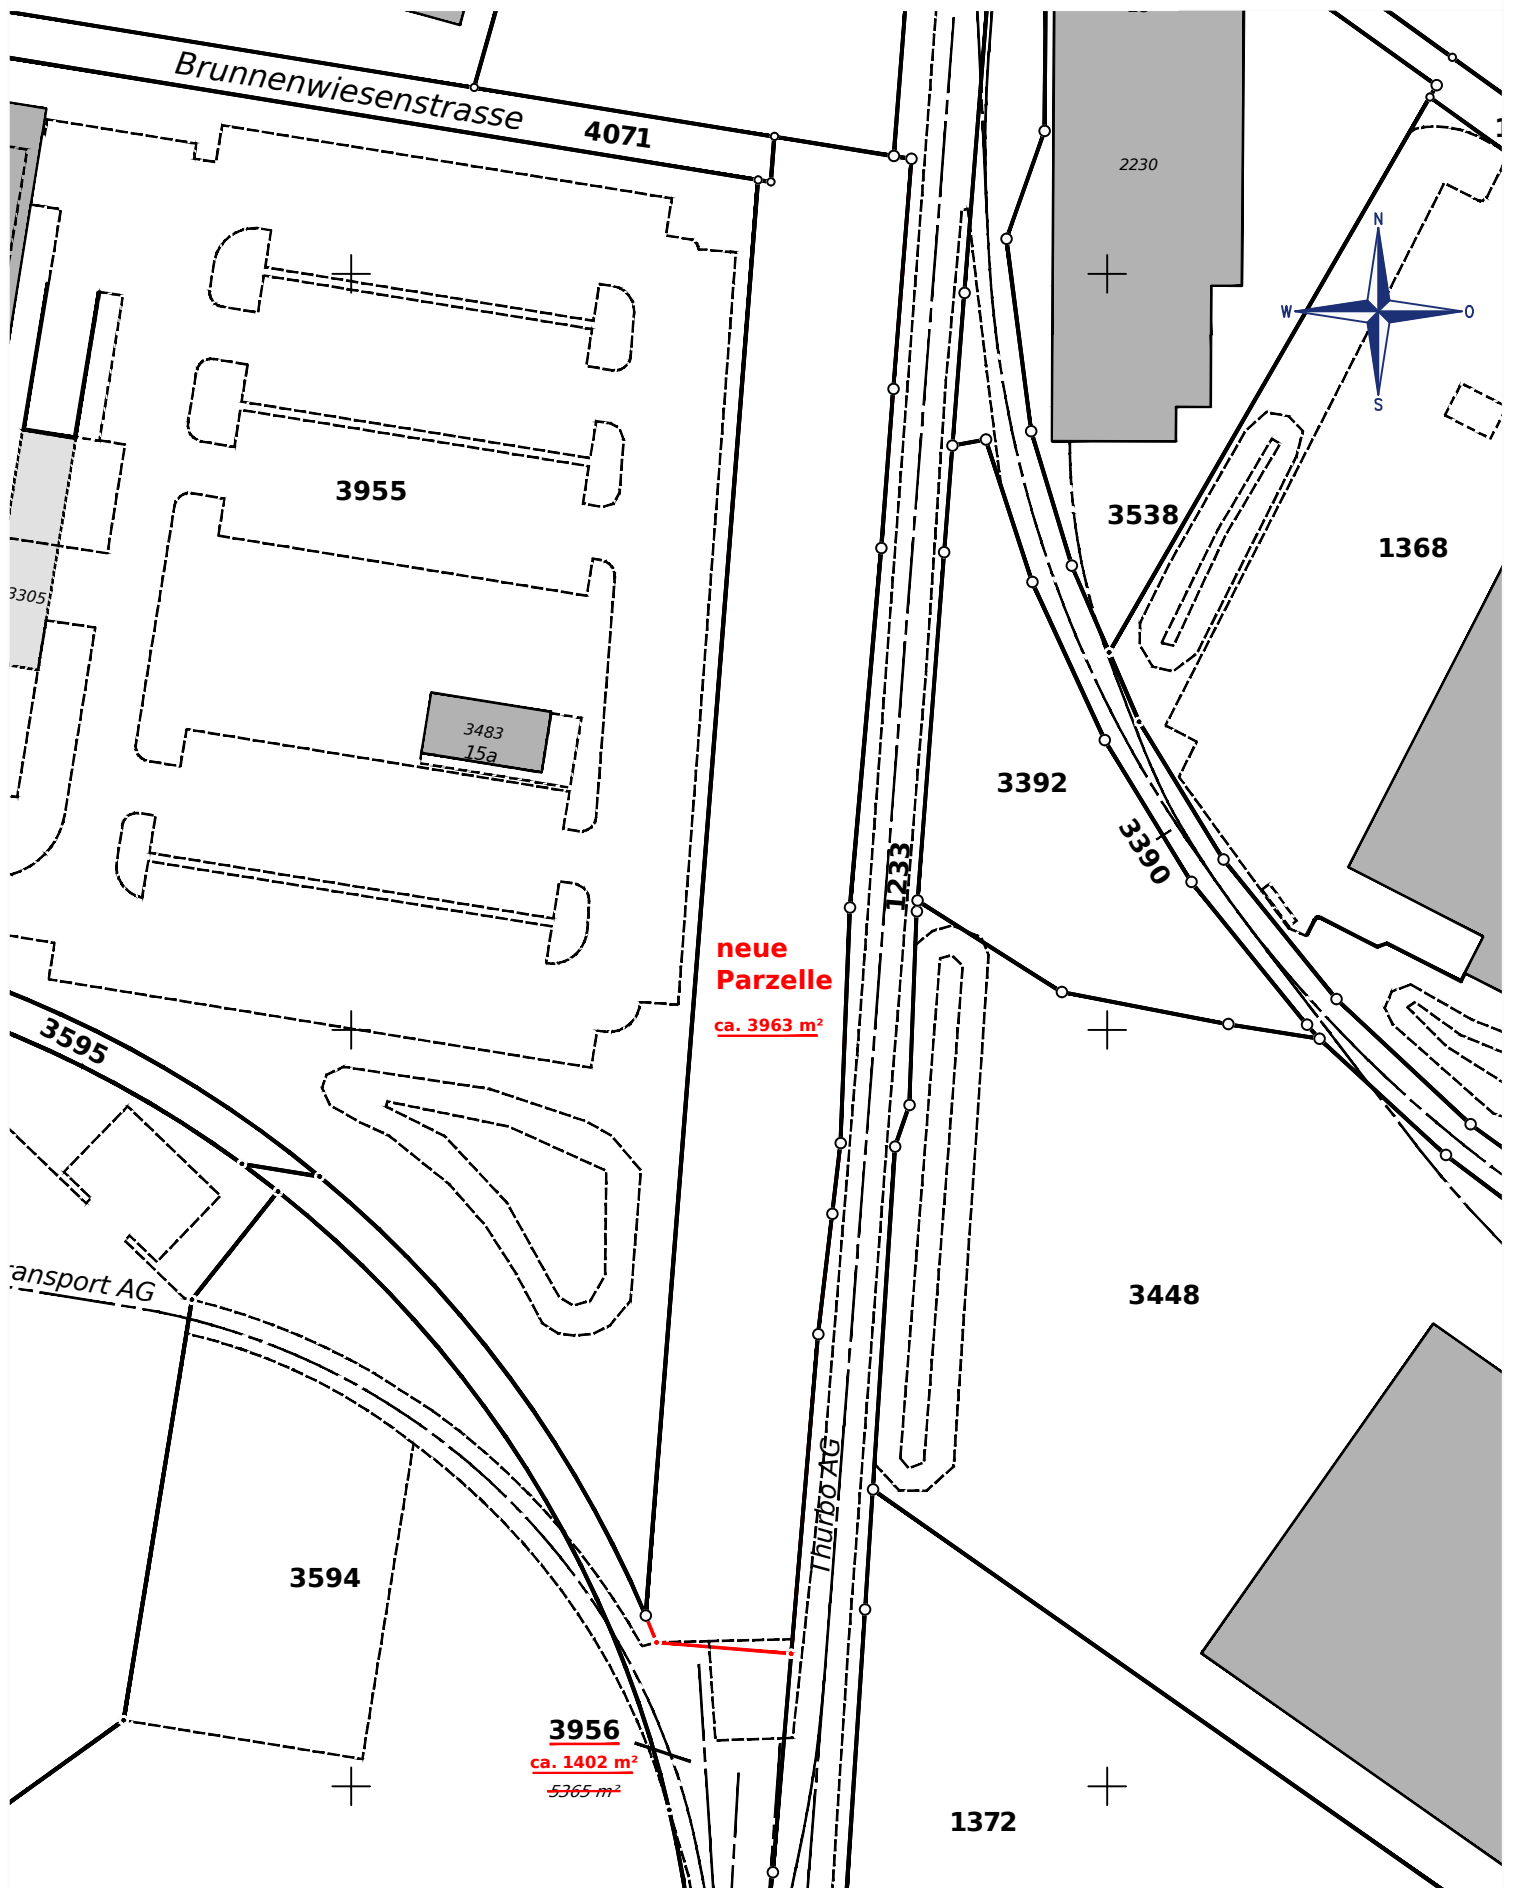 Brunnenwiesenstrasse
4071
2230
N
W
O
S
3955
3538
1368
3305
3483
15a
3392
3390
1233
neue
Parzelle
ca. 3963 m²
3595
ansport AG
3448
Thurbo AG
3594
3956
ca. 1402 m²
5365 m²
1372